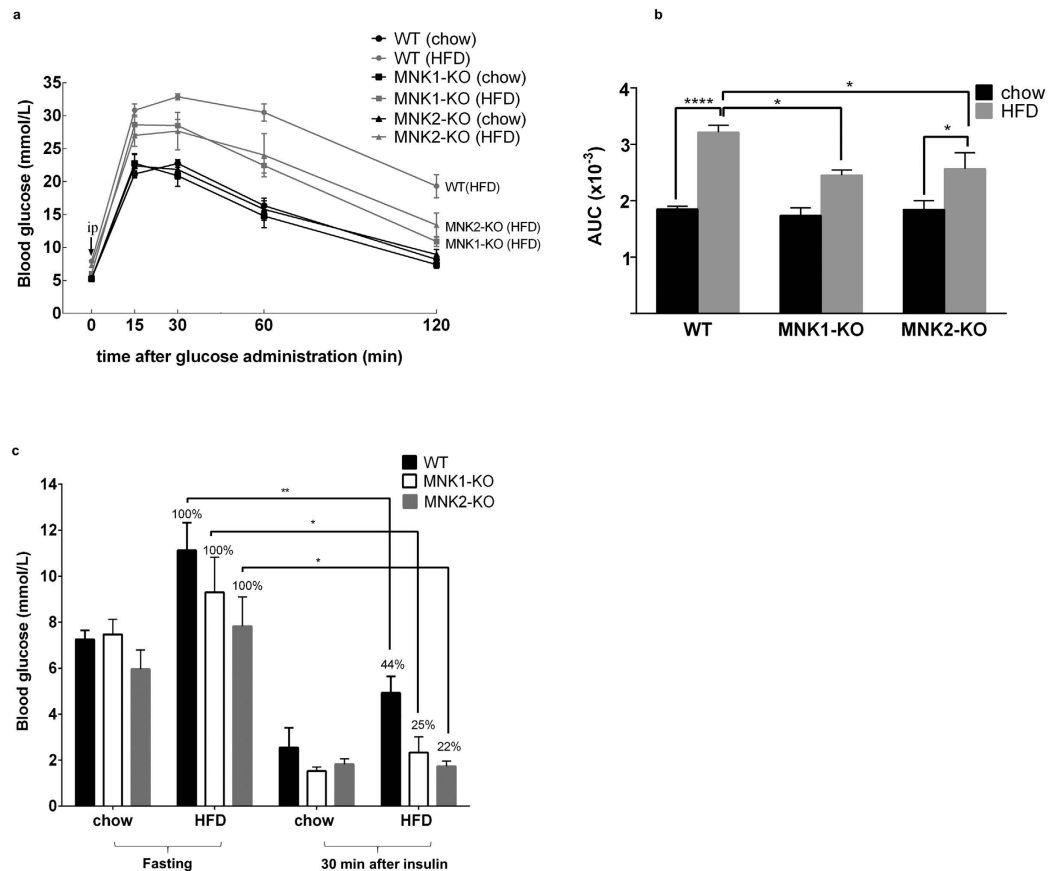 a
WT (chow)
WT (HFD)
MNK1-KO (chow)
MNK1-KO (HFD)
MNK2-KO (chow)
MNK2-KO (HFD)
Blood glucose (mmol/L)
35
30
25
20
15
10
5
0
ip
WT(HFD)
MNK2-KO (HFD)
MNK1-KO (HFD)
0 15 30 60 120
time after glucose administration (min)
b
chow
HFD
AUC (x10⁻³)
4
3
2
1
**** * * *
WT MNK1-KO MNK2-KO
c
WT
MNK1-KO
MNK2-KO
Blood glucose (mmol/L)
14
12
10
8
6
4
2
0
**
*
*
100%
100%
100%
44%
25%
22%
chow HFD chow HFD
Fasting 30 min after insulin